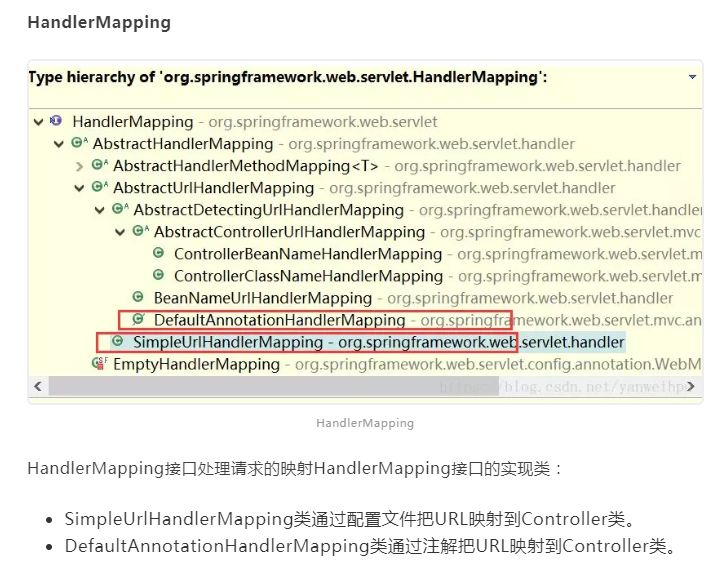 HandlerMapping
Type hierarchy of 'org.springframework.web.servlet.HandlerMapping':
HandlerMapping - org.springframework.web.servlet
AbstractHandlerMapping - org.springframework.web.servlet.handler
AbstractHandlerMethodMapping<T> - org.springframework.web.servlet.handler
AbstractUrlHandlerMapping - org.springframework.web.servlet.handler
AbstractDetectingUrlHandlerMapping - org.springframework.web.servlet.handler
AbstractControllerUrlHandlerMapping - org.springframework.web.servlet.mvc
ControllerBeanNameHandlerMapping - org.springframework.web.servlet.m
ControllerClassNameHandlerMapping - org.springframework.web.servlet.m
BeanNameUrlHandlerMapping - org.springframework.web.servlet.handler
DefaultAnnotationHandlerMapping - org.springframework.web.servlet.mvc.an
SimpleUrlHandlerMapping - org.springframework.web.servlet.handler
EmptyHandlerMapping - org.springframework.web.servlet.config.annotation.WebM
blog.csdn.net/yanweihp
HandlerMapping
HandlerMapping接口处理请求的映射HandlerMapping接口的实现类：
SimpleUrlHandlerMapping类通过配置文件把URL映射到Controller类。
DefaultAnnotationHandlerMapping类通过注解把URL映射到Controller类。